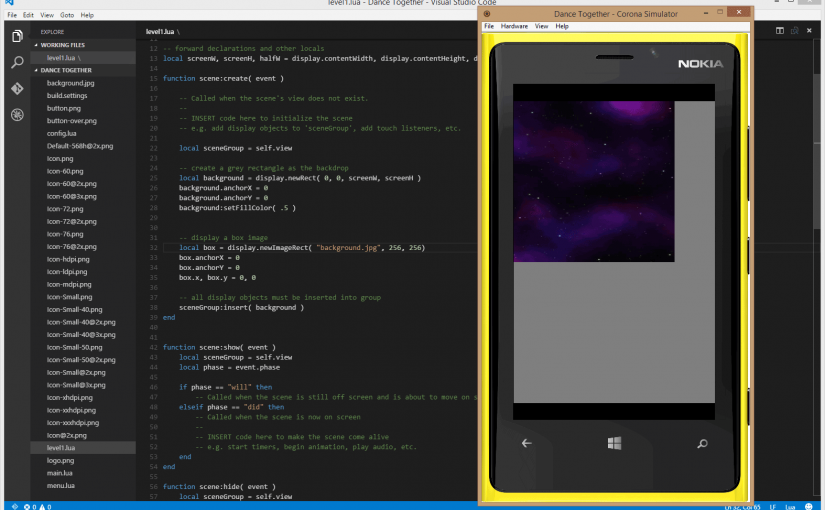 level1.lua - Dance Together - Visual Studio Code
File Edit View Goto Help
EXPLORE
WORKING FILES
level1.lua \
DANCE TOGETHER
background.jpg
build.settings
button.png
button-over.png
config.lua
Default-568h@2x.png
Icon.png
Icon-60.png
Icon-60@2x.png
Icon-60@3x.png
Icon-72.png
Icon-72@2x.png
Icon-76.png
Icon-76@2x.png
Icon-hdpi.png
Icon-ldpi.png
Icon-mdpi.png
Icon-Small.png
Icon-Small-40.png
Icon-Small-40@2x.png
Icon-Small-40@3x.png
Icon-Small-50.png
Icon-Small-50@2x.png
Icon-Small@2x.png
Icon-Small@3x.png
Icon-xhdpi.png
Icon-xxhdpi.png
Icon-xxxhdpi.png
Icon@2x.png
level1.lua
logo.png
main.lua
menu.lua
level1.lua \
12 -- forward declarations and other locals
13 local screenW, screenH, halfW = display.contentWidth, display.contentHeight, d
14
15 function scene:create( event )
16
17 -- Called when the scene's view does not exist.
18 --
19 -- INSERT code here to initialize the scene
20 -- e.g. add display objects to 'sceneGroup', add touch listeners, etc.
21
22 local sceneGroup = self.view
23
24 -- create a grey rectangle as the backdrop
25 local background = display.newRect( 0, 0, screenW, screenH )
26 background.anchorX = 0
27 background.anchorY = 0
28 background:setFillColor( .5 )
29
30
31 -- display a box image
32 local box = display.newImageRect( "background.jpg", 256, 256)
33 box.anchorX = 0
34 box.anchorY = 0
35 box.x, box.y = 0, 0
36
37 -- all display objects must be inserted into group
38 sceneGroup:insert( background )
39 end
40
41
42 function scene:show( event )
43 local sceneGroup = self.view
44 local phase = event.phase
45
46 if phase == "will" then
47 -- Called when the scene is still off screen and is about to move on s
48 elseif phase == "did" then
49 -- Called when the scene is now on screen
50 --
51 -- INSERT code here to make the scene come alive
52 -- e.g. start timers, begin animation, play audio, etc.
53 end
54 end
55
56 function scene:hide( event )
57 local sceneGroup = self.view
0 0
Ln 32, Col 65 LF Lua
Dance Together - Corona Simulator
File Hardware View Help
NOKIA